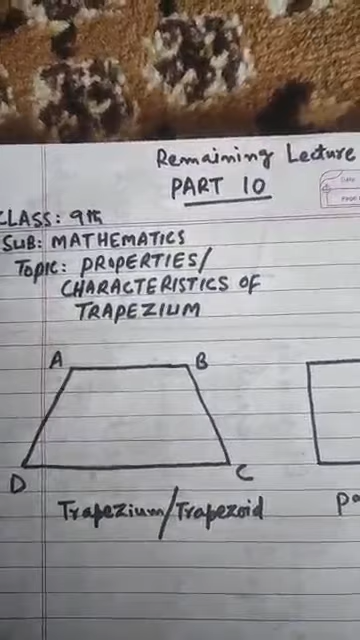 Remaining Lecture
PART 10
CLASS: 9th
SUB: MATHEMATICS
TOPIC: PROPERTIES/
CHARACTERISTICS OF
TRAPEZIUM
A B
D C
Trapezium/Trapezoid